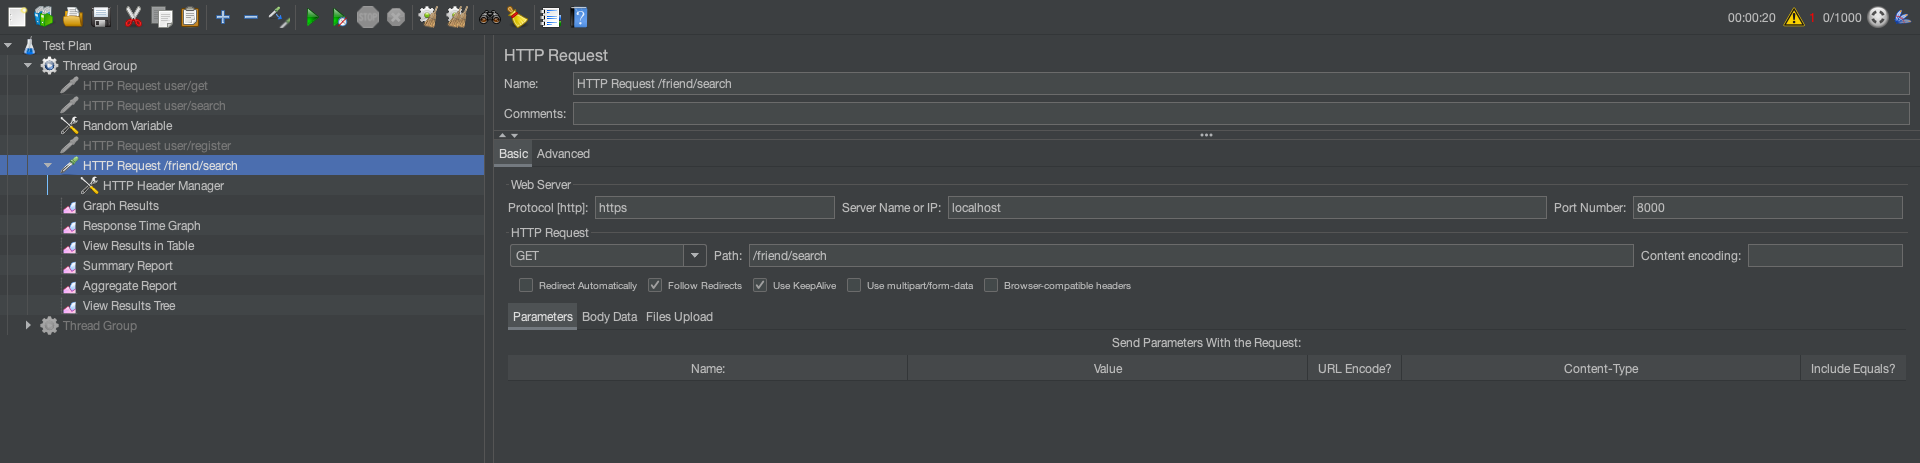 STOP
00:00:20
1
0/1000
Test Plan
Thread Group
HTTP Request user/get
HTTP Request user/search
Random Variable
HTTP Request user/register
HTTP Request /friend/search
HTTP Header Manager
Graph Results
Response Time Graph
View Results in Table
Summary Report
Aggregate Report
View Results Tree
Thread Group
HTTP Request
Name: HTTP Request /friend/search
Comments:
Basic Advanced
Web Server
Protocol [http]: https Server Name or IP: localhost Port Number: 8000
HTTP Request
GET Path: /friend/search Content encoding:
Redirect Automatically Follow Redirects Use KeepAlive Use multipart/form-data Browser-compatible headers
Parameters Body Data Files Upload
Send Parameters With the Request:
Name: Value URL Encode? Content-Type Include Equals?